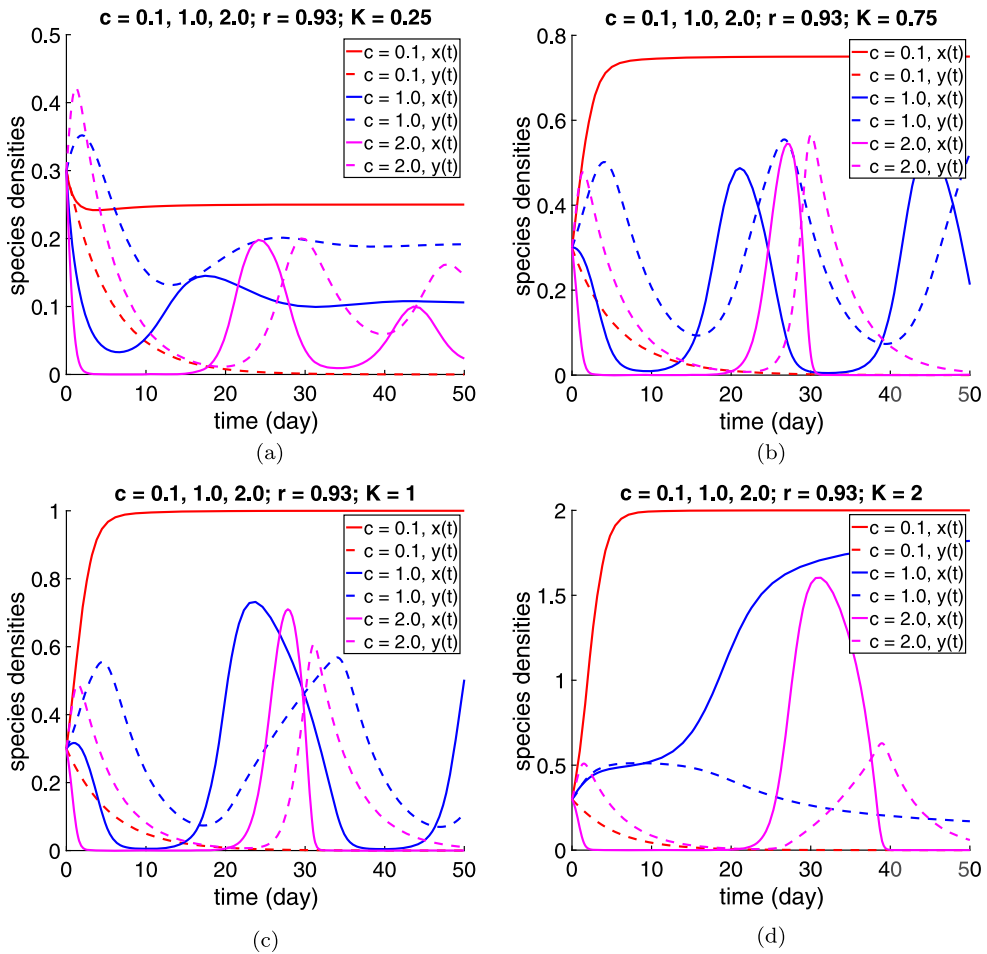 c = 0.1, 1.0, 2.0; r = 0.93; K = 0.25
species densities
0.5
0.4
0.3
0.2
0.1
0
c = 0.1, x(t)
c = 0.1, y(t)
c = 1.0, x(t)
c = 1.0, y(t)
c = 2.0, x(t)
c = 2.0, y(t)
0 10 20 30 40 50
time (day)
(a)
c = 0.1, 1.0, 2.0; r = 0.93; K = 0.75
species densities
0.8
0.6
0.4
0.2
0
c = 0.1, x(t)
c = 0.1, y(t)
c = 1.0, x(t)
c = 1.0, y(t)
c = 2.0, x(t)
c = 2.0, y(t)
0 10 20 30 40 50
time (day)
(b)
c = 0.1, 1.0, 2.0; r = 0.93; K = 1
species densities
1
0.8
0.6
0.4
0.2
0
c = 0.1, x(t)
c = 0.1, y(t)
c = 1.0, x(t)
c = 1.0, y(t)
c = 2.0, x(t)
c = 2.0, y(t)
0 10 20 30 40 50
time (day)
(c)
c = 0.1, 1.0, 2.0; r = 0.93; K = 2
species densities
2
1.5
1
0.5
0
c = 0.1, x(t)
c = 0.1, y(t)
c = 1.0, x(t)
c = 1.0, y(t)
c = 2.0, x(t)
c = 2.0, y(t)
0 10 20 30 40 50
time (day)
(d)